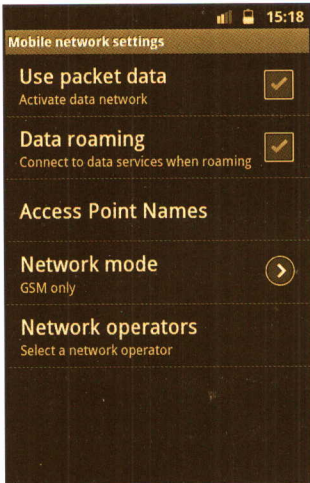 15:18
Mobile network settings
Use packet data
Activate data network
Data roaming
Connect to data services when roaming
Access Point Names
Network mode
GSM only
Network operators
Select a network operator